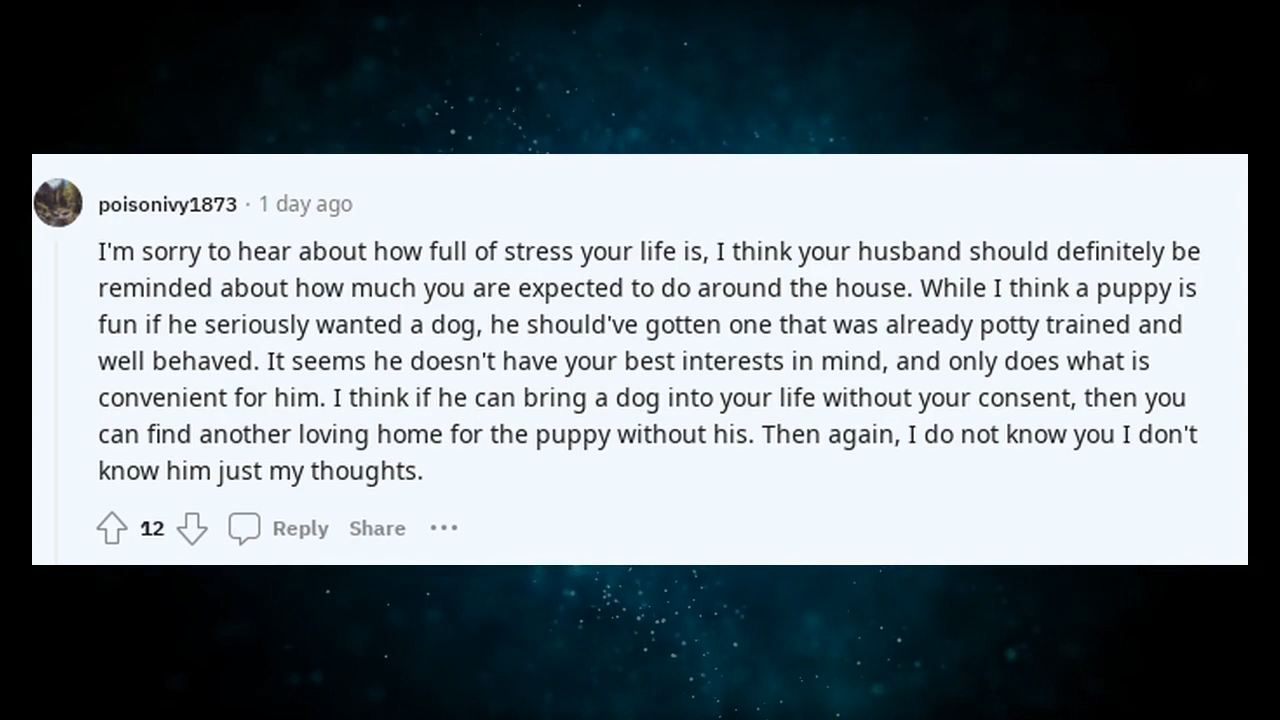 poisonivy1873 · 1 day ago
I'm sorry to hear about how full of stress your life is, I think your husband should definitely be
reminded about how much you are expected to do around the house. While I think a puppy is
fun if he seriously wanted a dog, he should've gotten one that was already potty trained and
well behaved. It seems he doesn't have your best interests in mind, and only does what is
convenient for him. I think if he can bring a dog into your life without your consent, then you
can find another loving home for the puppy without his. Then again, I do not know you I don't
know him just my thoughts.
12 Reply Share •••